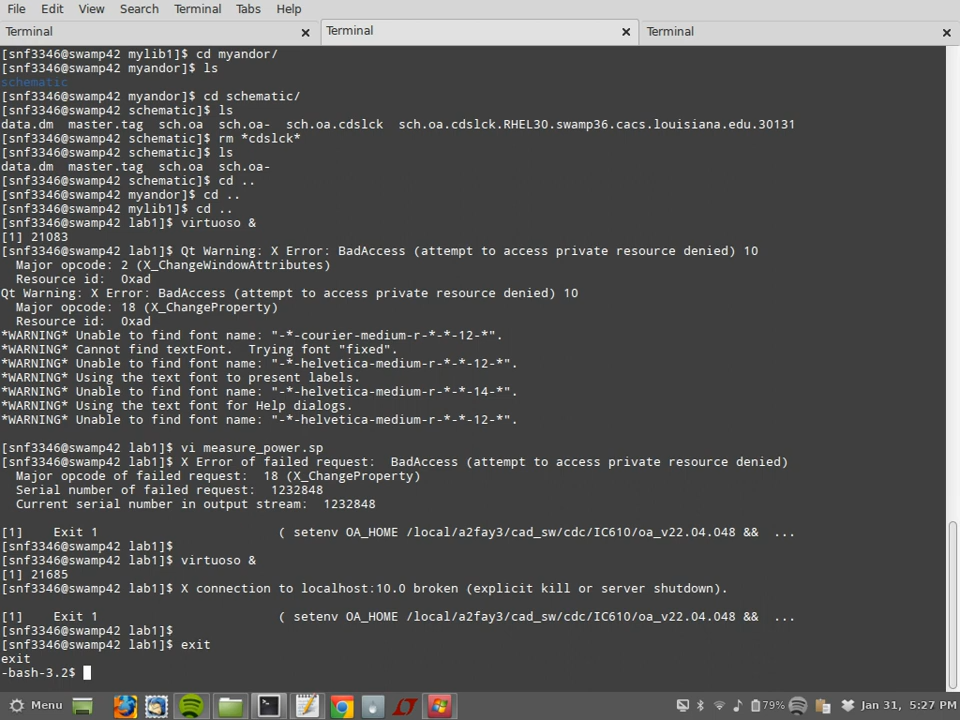 File Edit View Search Terminal Tabs Help
Terminal × Terminal × Terminal ×
[snf3346@swamp42 mylib1]$ cd myandor/
[snf3346@swamp42 myandor]$ ls
schematic
[snf3346@swamp42 myandor]$ cd schematic/
[snf3346@swamp42 schematic]$ ls
data.dm master.tag sch.oa sch.oa- sch.oa.cdslck sch.oa.cdslck.RHEL30.swamp36.cacs.louisiana.edu.30131
[snf3346@swamp42 schematic]$ rm *cdslck*
[snf3346@swamp42 schematic]$ ls
data.dm master.tag sch.oa sch.oa-
[snf3346@swamp42 schematic]$ cd ..
[snf3346@swamp42 myandor]$ cd ..
[snf3346@swamp42 mylib1]$ cd ..
[snf3346@swamp42 lab1]$ virtuoso &
[1] 21083
[snf3346@swamp42 lab1]$ Qt Warning: X Error: BadAccess (attempt to access private resource denied) 10
Major opcode: 2 (X_ChangeWindowAttributes)
Resource id: 0xad
Qt Warning: X Error: BadAccess (attempt to access private resource denied) 10
Major opcode: 18 (X_ChangeProperty)
Resource id: 0xad
*WARNING* Unable to find font name: "-*-courier-medium-r-*-*-12-*".
*WARNING* Cannot find textFont. Trying font "fixed".
*WARNING* Unable to find font name: "-*-helvetica-medium-r-*-*-12-*".
*WARNING* Using the text font to present labels.
*WARNING* Unable to find font name: "-*-helvetica-medium-r-*-*-14-*".
*WARNING* Using the text font for Help dialogs.
*WARNING* Unable to find font name: "-*-helvetica-medium-r-*-*-12-*".
[snf3346@swamp42 lab1]$ vi measure_power.sp
[snf3346@swamp42 lab1]$ X Error of failed request: BadAccess (attempt to access private resource denied)
Major opcode of failed request: 18 (X_ChangeProperty)
Serial number of failed request: 1232848
Current serial number in output stream: 1232848
[1] Exit 1 ( setenv OA_HOME /local/a2fay3/cad_sw/cdc/IC610/oa_v22.04.048 && ...
[snf3346@swamp42 lab1]$
[snf3346@swamp42 lab1]$ virtuoso &
[1] 21685
[snf3346@swamp42 lab1]$ X connection to localhost:10.0 broken (explicit kill or server shutdown).
[1] Exit 1 ( setenv OA_HOME /local/a2fay3/cad_sw/cdc/IC610/oa_v22.04.048 && ...
[snf3346@swamp42 lab1]$
[snf3346@swamp42 lab1]$ exit
exit
-bash-3.2$
Menu 79% Jan 31, 5:27 PM